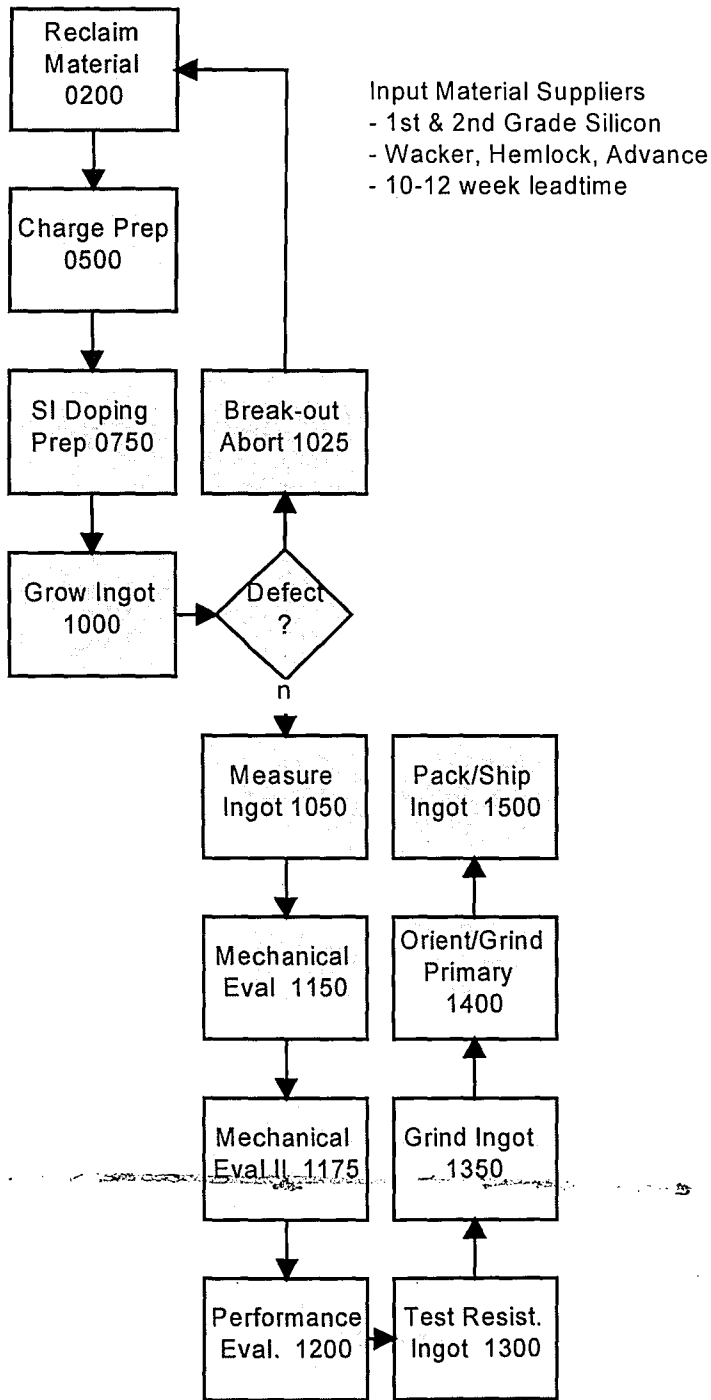 Reclaim
Material
0200
Input Material Suppliers
- 1st & 2nd Grade Silicon
- Wacker, Hemlock, Advance
- 10-12 week leadtime
Charge Prep
0500
SI Doping
Prep 0750
Break-out
Abort 1025
Grow Ingot
1000
Defect
?
n
Measure
Ingot 1050
Pack/Ship
Ingot 1500
Mechanical
Eval 1150
Orient/Grind
Primary
1400
Mechanical
Eval II 1175
Grind Ingot
1350
Performance
Eval. 1200
Test Resist.
Ingot 1300